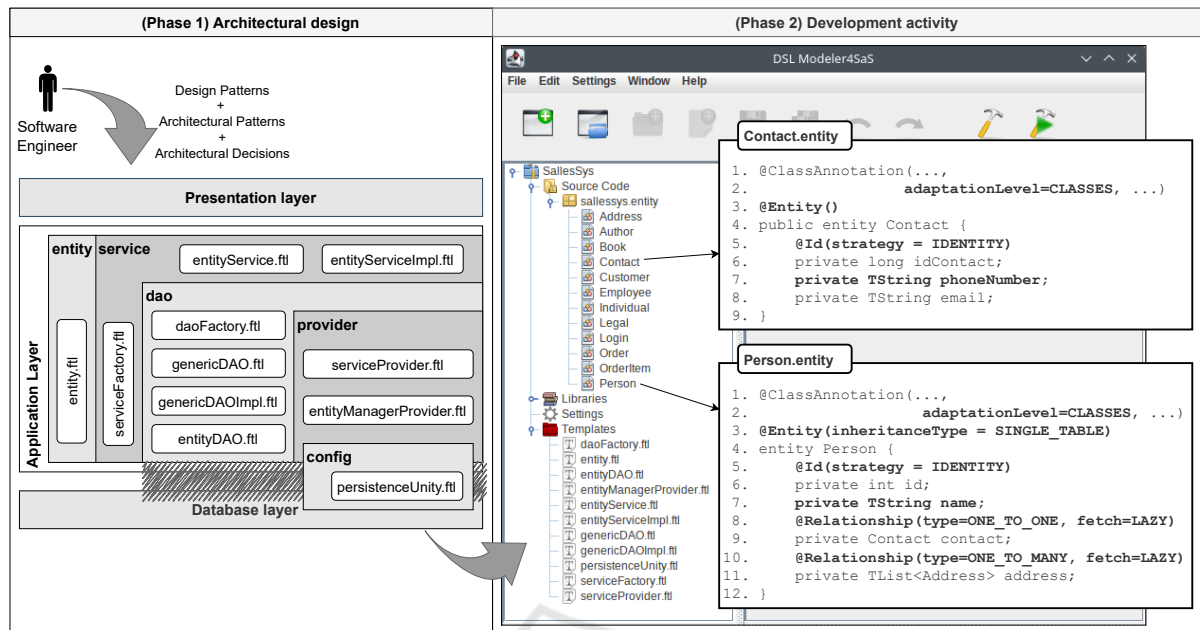 (Phase 1) Architectural design
(Phase 2) Development activity
Software
Engineer
Design Patterns
+
Architectural Patterns
+
Architectural Decisions
Presentation layer
Application Layer
entity
service
entityService.ftl
entityServiceImpl.ftl
entity.ftl
serviceFactory.ftl
dao
daoFactory.ftl
genericDAO.ftl
genericDAOImpl.ftl
entityDAO.ftl
provider
serviceProvider.ftl
entityManagerProvider.ftl
config
persistenceUnity.ftl
Database layer
DSL Modeler4SaS
File Edit Settings Window Help
SallesSys
Source Code
sallessys.entity
Address
Author
Book
Contact
Customer
Employee
Individual
Legal
Login
Order
OrderItem
Person
Libraries
Settings
Templates
daoFactory.ftl
entity.ftl
entityDAO.ftl
entityManagerProvider.ftl
entityService.ftl
entityServiceImpl.ftl
genericDAO.ftl
genericDAOImpl.ftl
persistenceUnity.ftl
serviceFactory.ftl
serviceProvider.ftl
Contact.entity
1. @ClassAnnotation(...,
2. adaptationLevel=CLASSES, ...)
3. @Entity()
4. public entity Contact {
5. @Id(strategy = IDENTITY)
6. private long idContact;
7. private TString phoneNumber;
8. private TString email;
9. }
Person.entity
1. @ClassAnnotation(...,
2. adaptationLevel=CLASSES, ...)
3. @Entity(inheritanceType = SINGLE_TABLE)
4. entity Person {
5. @Id(strategy = IDENTITY)
6. private int id;
7. private TString name;
8. @Relationship(type=ONE_TO_ONE, fetch=LAZY)
9. private Contact contact;
10. @Relationship(type=ONE_TO_MANY, fetch=LAZY)
11. private TList<Address> address;
12. }